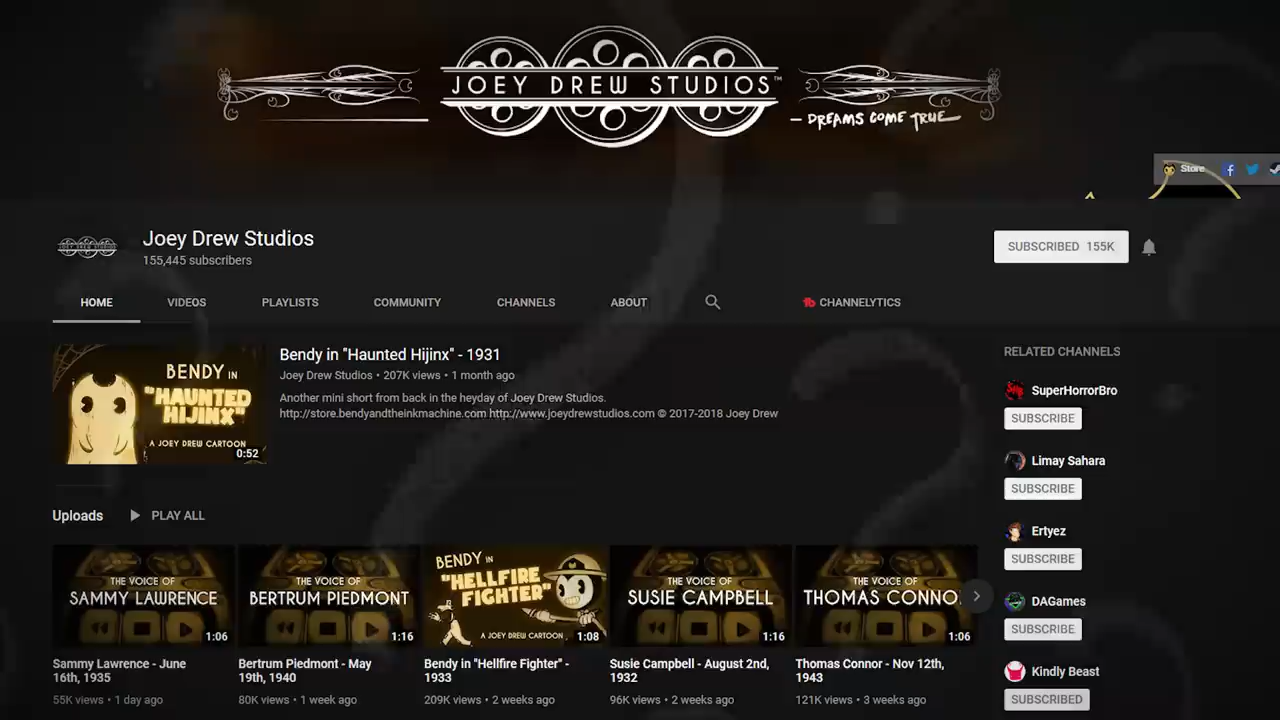 JOEY DREW STUDIOS™
— DREAMS COME TRUE
Store
Joey Drew Studios
155,445 subscribers
SUBSCRIBED 155K
HOME
VIDEOS
PLAYLISTS
COMMUNITY
CHANNELS
ABOUT
CHANNELYTICS
BENDY IN
"HAUNTED
HIJINX"
A JOEY DREW CARTOON
0:52
Bendy in "Haunted Hijinx" - 1931
Joey Drew Studios • 207K views • 1 month ago
Another mini short from back in the heyday of Joey Drew Studios.
http://store.bendyandtheinkmachine.com http://www.joeydrewstudios.com © 2017-2018 Joey Drew
RELATED CHANNELS
SuperHorrorBro
SUBSCRIBE
Limay Sahara
SUBSCRIBE
Ertyez
SUBSCRIBE
DAGames
SUBSCRIBE
Kindly Beast
SUBSCRIBED
Uploads
PLAY ALL
THE VOICE OF
SAMMY LAWRENCE
1:06
Sammy Lawrence - June
16th, 1935
55K views • 1 day ago
THE VOICE OF
BERTRUM PIEDMONT
1:16
Bertrum Piedmont - May
19th, 1940
80K views • 1 week ago
BENDY IN
"HELLFIRE
FIGHTER"
A JOEY DREW CARTOON
1:08
Bendy in "Hellfire Fighter" -
1933
209K views • 2 weeks ago
THE VOICE OF
SUSIE CAMPBELL
1:16
Susie Campbell - August 2nd,
1932
96K views • 2 weeks ago
THE VOICE OF
THOMAS CONNO
1:06
Thomas Connor - Nov 12th,
1943
121K views • 3 weeks ago